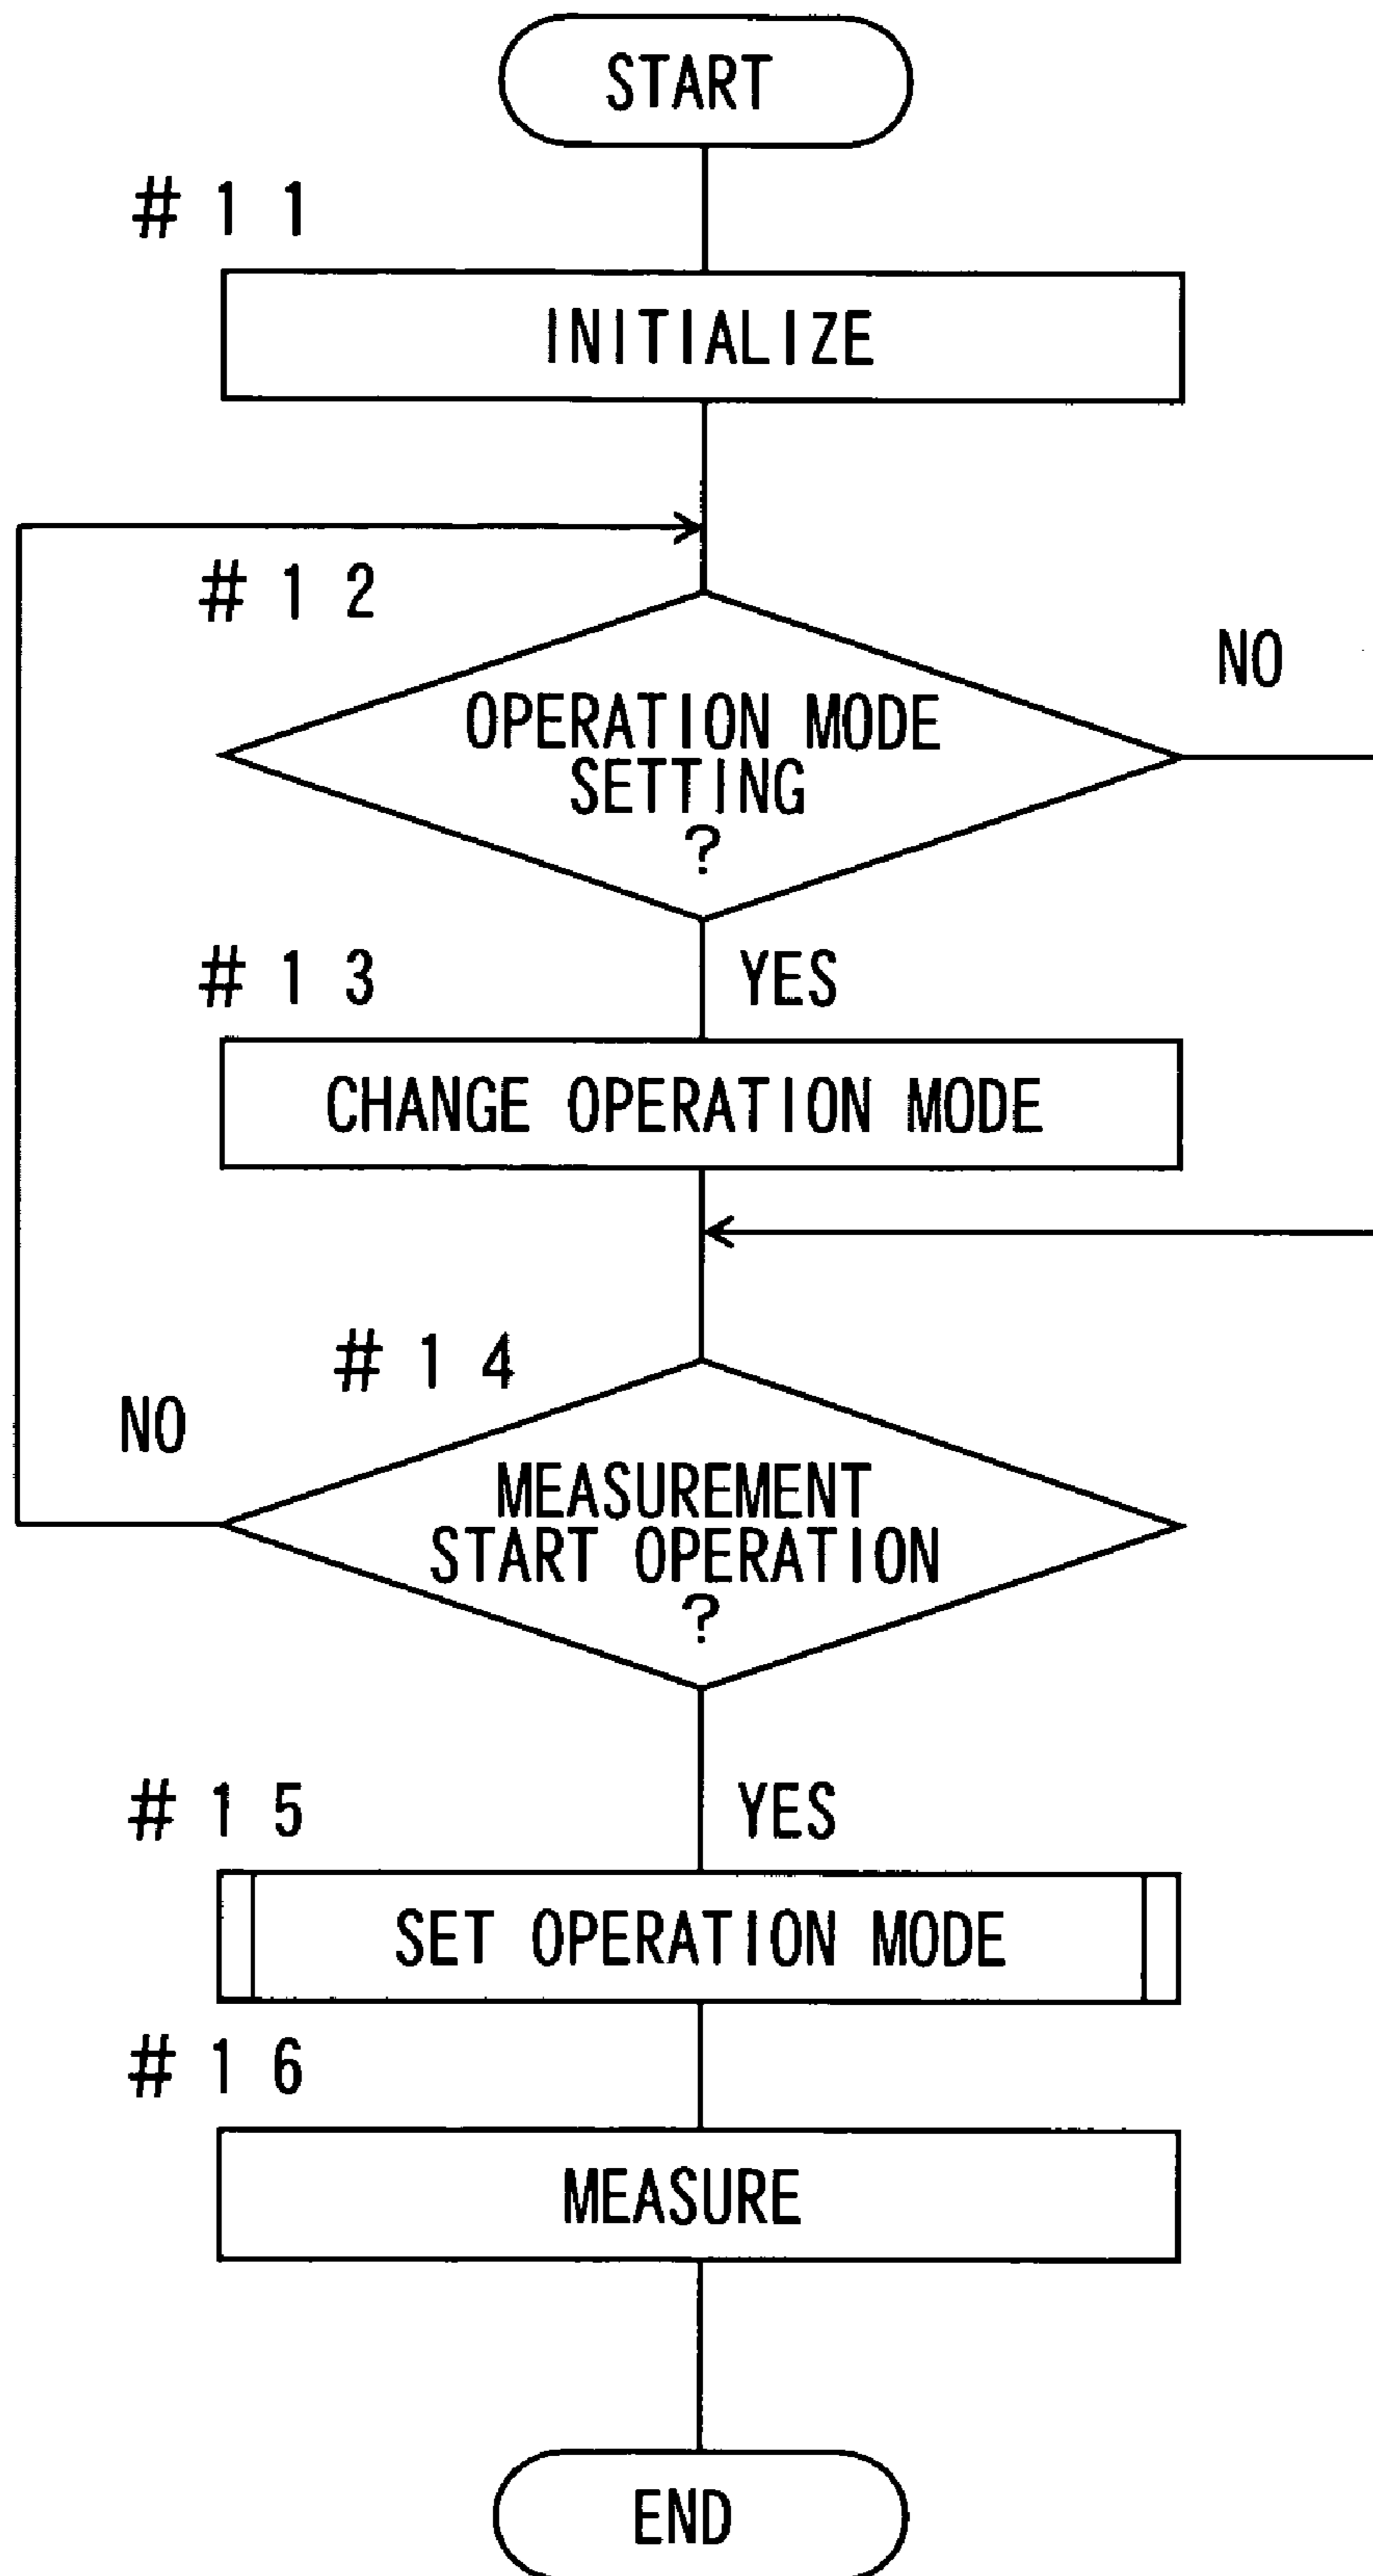 START
#11
INITIALIZE
#12
NO
OPERATION MODE
SETTING
?
#13
YES
CHANGE OPERATION MODE
#14
NO
MEASUREMENT
START OPERATION
?
#15
YES
SET OPERATION MODE
#16
MEASURE
END